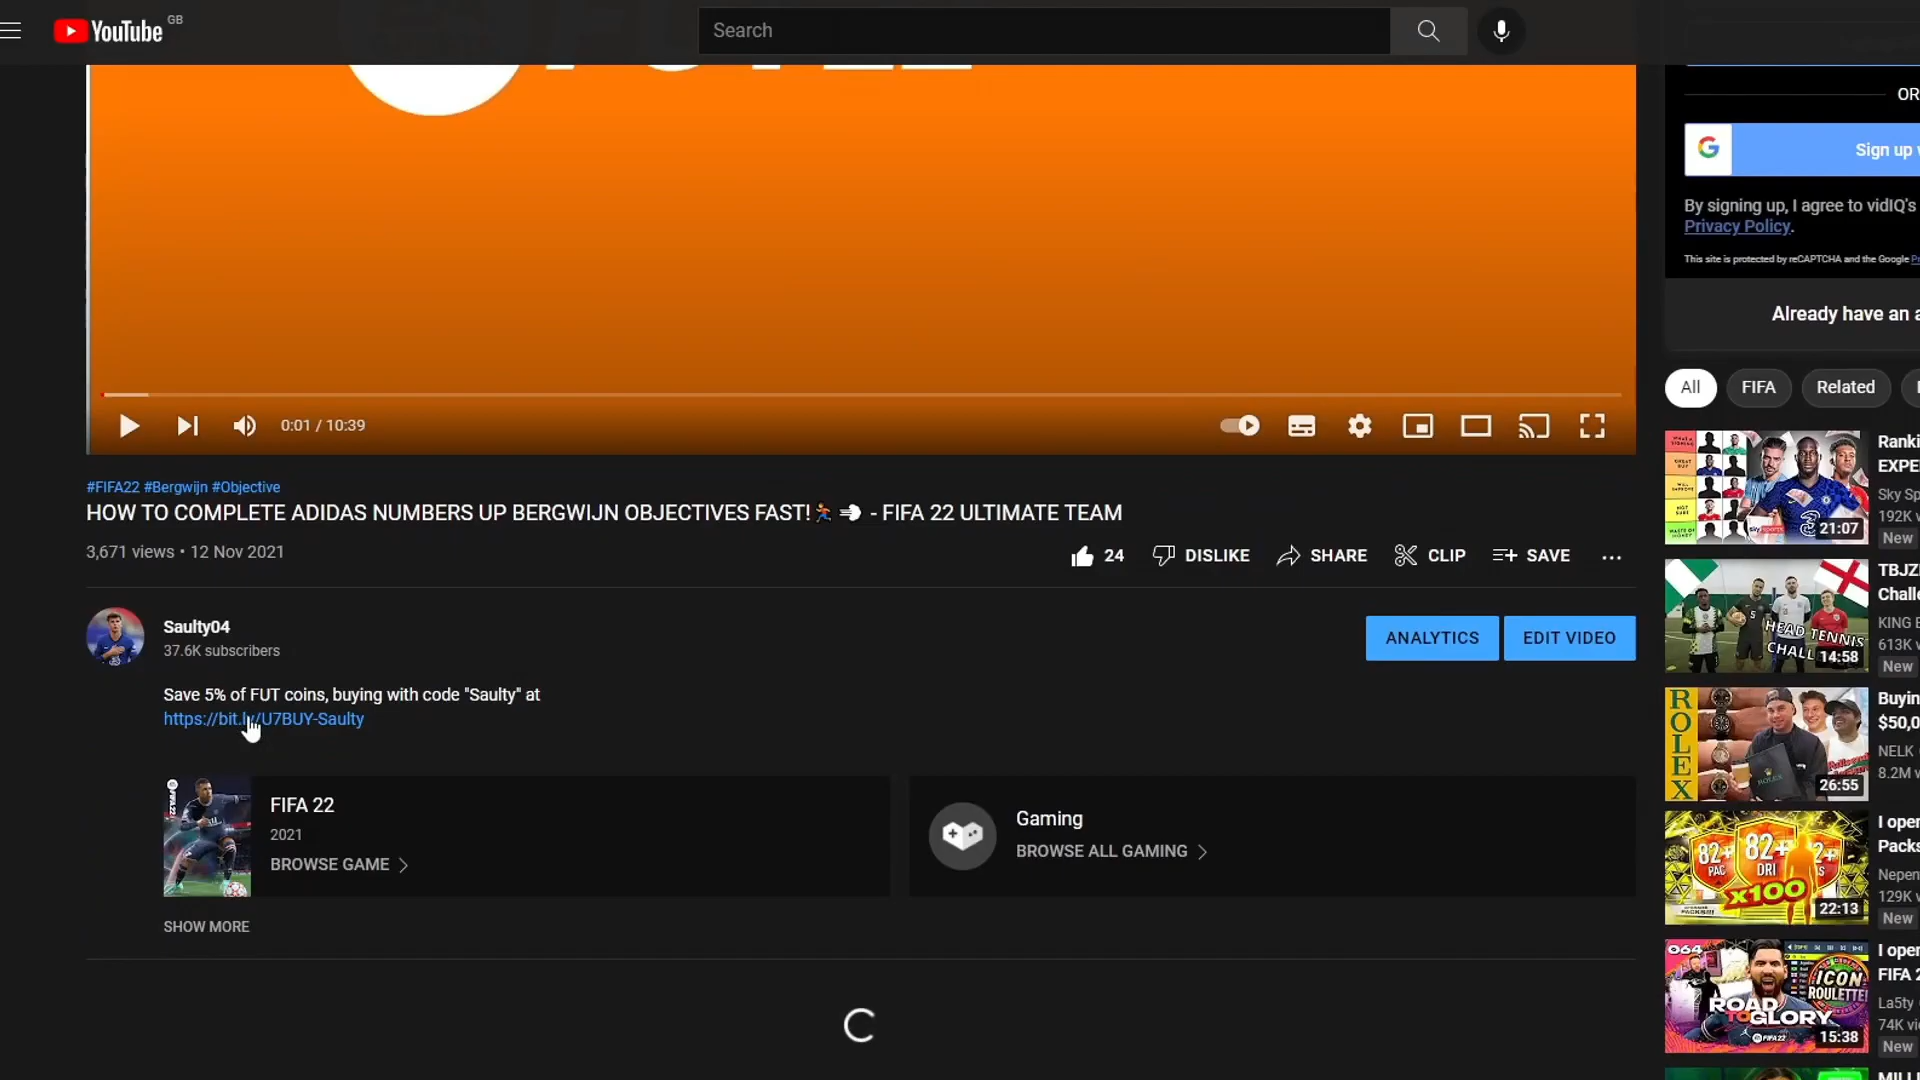 YouTube GB
Search
OR
Sign up
By signing up, I agree to vidIQ's
Privacy Policy.
This site is protected by reCAPTCHA and the Google
Already have an a
0:01 / 10:39
#FIFA22 #Bergwijn #Objective
HOW TO COMPLETE ADIDAS NUMBERS UP BERGWIJN OBJECTIVES FAST!🏃💨 - FIFA 22 ULTIMATE TEAM
3,671 views • 12 Nov 2021
24 DISLIKE SHARE CLIP SAVE ...
Saulty04
37.6K subscribers
ANALYTICS EDIT VIDEO
Save 5% of FUT coins, buying with code "Saulty" at
https://bit.ly/U7BUY-Saulty
FIFA 22
2021
BROWSE GAME
Gaming
BROWSE ALL GAMING
SHOW MORE
All FIFA Related
21:07
Ranki
EXPE
Sky Sp
192K v
New
HEAD TENNIS
CHALL 14:58
TBJZ
Challe
KING
613K v
New
ROLEX
26:55
Buyin
$50,0
NELK
8.2M v
82+ 82+ 2+
PAC DRI
X100
22:13
I oper
Packs
Nepen
129K v
New
064
ICON
ROULETTE
ROAD
TO GLORY
FIFA22
15:38
I oper
FIFA 2
La5ty
74K vi
New